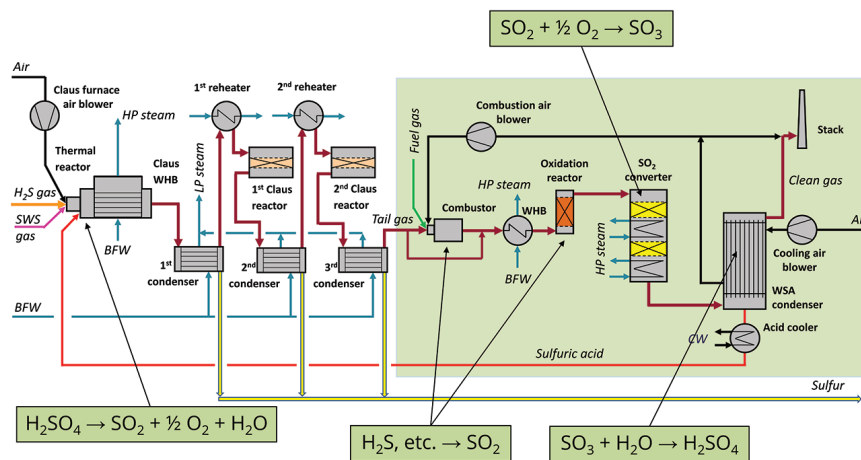 SO₂ + ½ O₂ → SO₃
Air
Claus furnace
air blower
Thermal
reactor
HP steam
Claus
WHB
H₂S gas
SWS
gas
BFW
1ˢᵗ reheater
2ⁿᵈ reheater
LP steam
1ˢᵗ Claus
reactor
2ⁿᵈ Claus
reactor
1ˢᵗ
condenser
2ⁿᵈ
condenser
3ʳᵈ
condenser
BFW
Tail gas
Fuel gas
Combustion air
blower
Combustor
HP steam
WHB
BFW
Oxidation
reactor
SO₂
converter
HP steam
Stack
Clean gas
Cooling air
blower
WSA
condenser
Acid cooler
CW
Sulfuric acid
Sulfur
H₂SO₄ → SO₂ + ½ O₂ + H₂O
H₂S, etc. → SO₂
SO₃ + H₂O → H₂SO₄